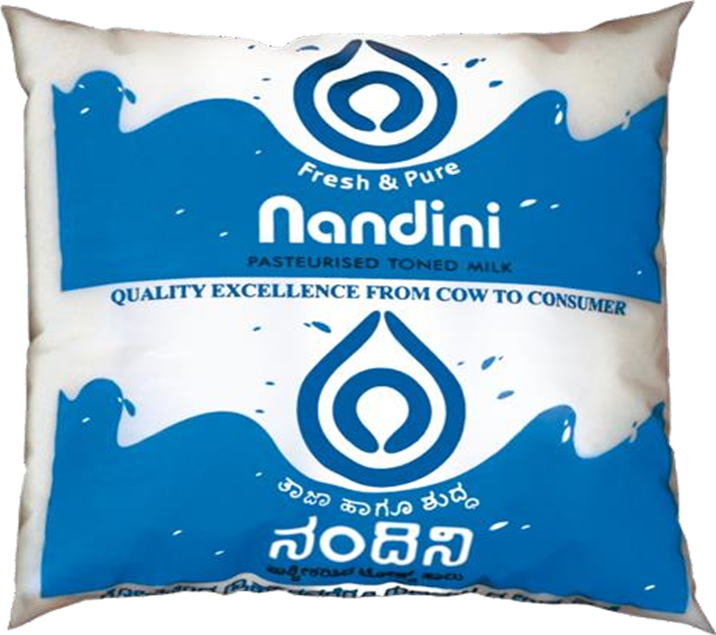 Fresh & Pure
Nandini
PASTEURISED TONED MILK
QUALITY EXCELLENCE FROM COW TO CONSUMER
ತಾಜಾ ಹಾಗೂ ಶುದ್ಧ
ನಂದಿನಿ
ಹಾಲು